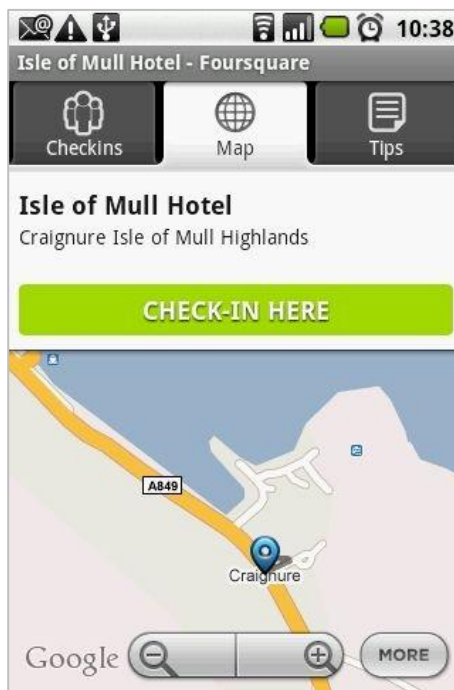 10:38
Isle of Mull Hotel - Foursquare
Checkins
Map
Tips
Isle of Mull Hotel
Craignure Isle of Mull Highlands
CHECK-IN HERE
A849
Craignure
Google
MORE